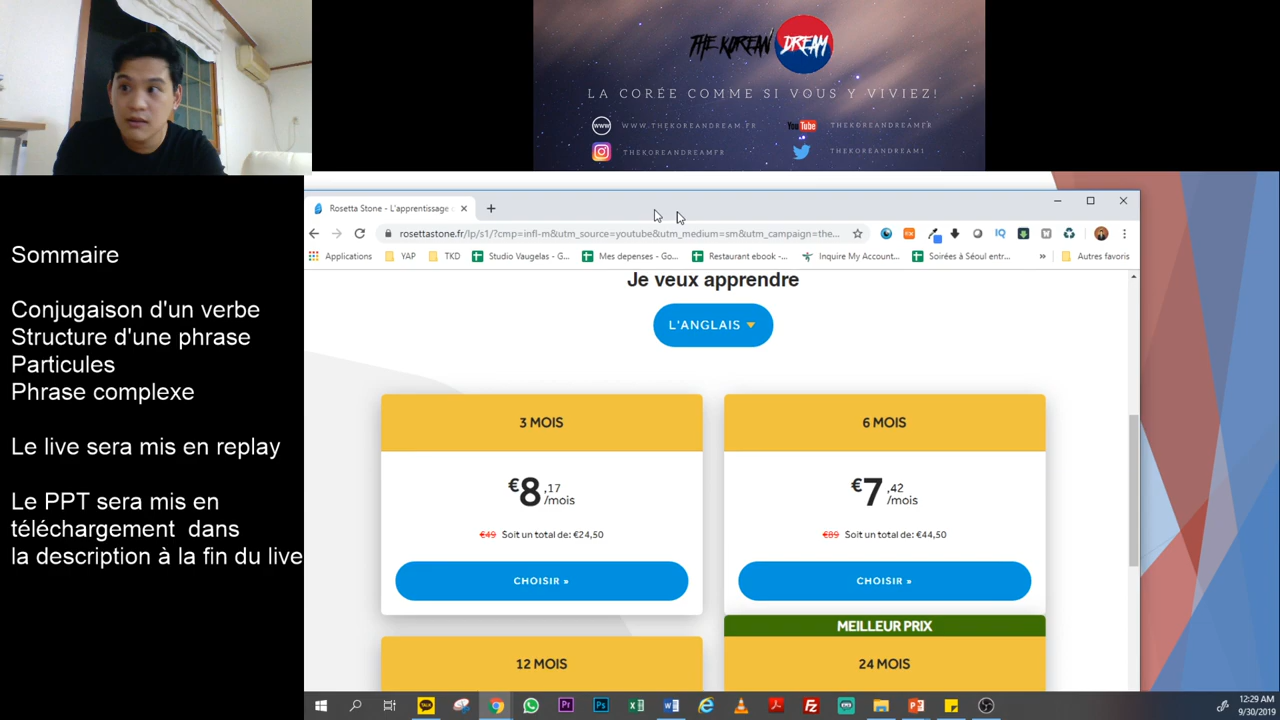 THE KOREAN DREAM
LA CORÉE COMME SI VOUS Y VIVIEZ!
WWW WWW.THEKOREANDREAM.FR
YouTube THEKOREANDREAMFR
THEKOREANDREAMFR
THEKOREANDREAM1
Sommaire
Conjugaison d'un verbe
Structure d'une phrase
Particules
Phrase complexe
Le live sera mis en replay
Le PPT sera mis en
téléchargement dans
la description à la fin du live
Rosetta Stone - L'apprentissage
rosettastone.fr/lp/s1/?cmp=infl-m&utm_source=youtube&utm_medium=sm&utm_campaign=the...
Applications YAP TKD Studio Vaugelas - G... Mes depenses - Go... Restaurant ebook -... Inquire My Account... Soirées à Séoul entr... » Autres favoris
Je veux apprendre
L'ANGLAIS
3 MOIS
€8,17
/mois
€49 Soit un total de: €24,50
CHOISIR »
6 MOIS
€7,42
/mois
€89 Soit un total de: €44,50
CHOISIR »
12 MOIS
MEILLEUR PRIX
24 MOIS
12:29 AM
9/30/2019